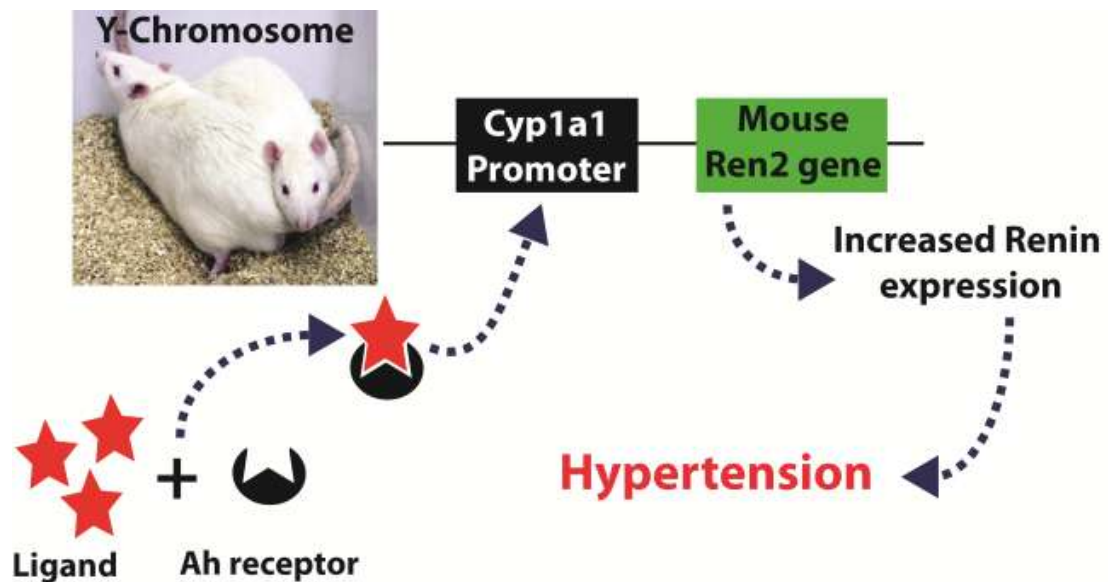 Y-Chromosome
Cyp1a1
Promoter
Mouse
Ren2 gene
Increased Renin
expression
Hypertension
+
Ligand
Ah receptor